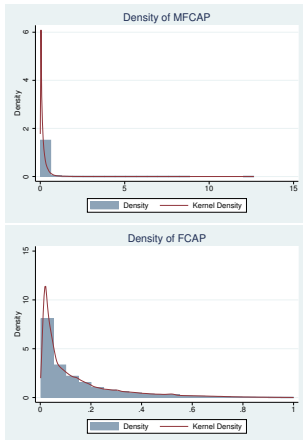 Density of MFCAP
6
4
2
0
Density
0 5 10 15
Density Kernel Density
Density of FCAP
15
10
5
0
Density
0 .2 .4 .6 .8 1
Density Kernel Density